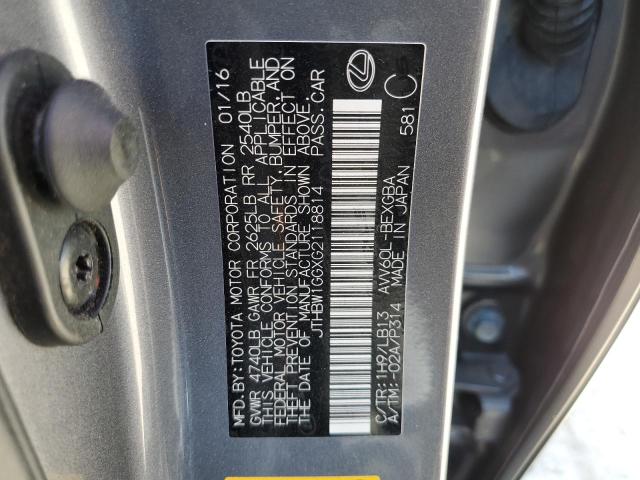 MFD.BY:TOYOTA MOTOR CORPORATION 01/16
GVWR 4740LB GAWR FR 2625LB RR 2540LB
THIS VEHICLE CONFORMS TO ALL APPLICABLE
FEDERAL MOTOR VEHICLE SAFETY, BUMPER, AND
THEFT PREVENTION STANDARDS IN EFFECT ON
THE DATE OF MANUFACTURE SHOWN ABOVE.
JTHBW1GGXG2118814 PASS.CAR
C/TR:1H9/LB13 AVV60L-BEXGBA
A/TM:-02A/P314 MADE IN JAPAN 581 C